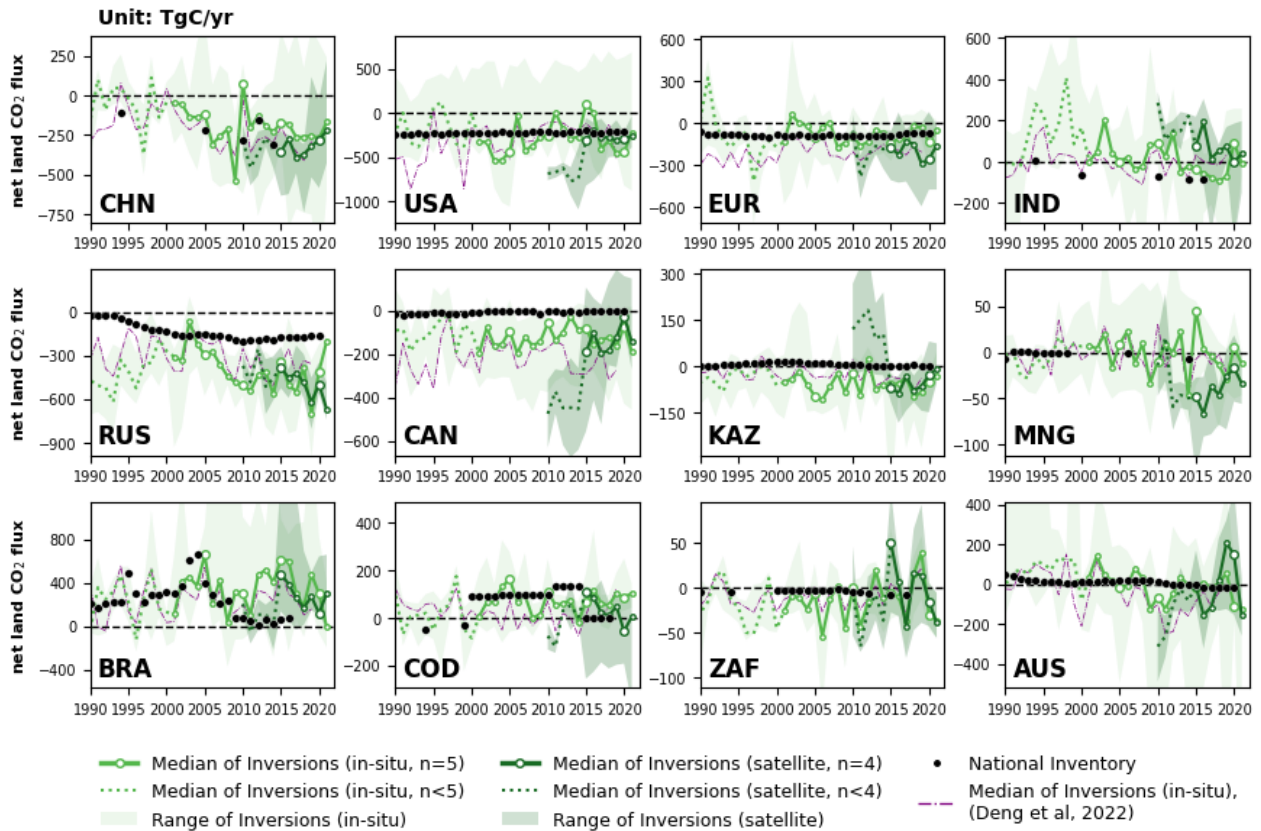 Unit: TgC/yr
net land CO₂ flux
250
0
−250
−500
−750
CHN
1990 1995 2000 2005 2010 2015 2020
500
0
−500
−1000
USA
1990 1995 2000 2005 2010 2015 2020
600
300
0
−300
−600
EUR
1990 1995 2000 2005 2010 2015 2020
600
400
200
0
−200
IND
1990 1995 2000 2005 2010 2015 2020
net land CO₂ flux
0
−300
−600
−900
RUS
1990 1995 2000 2005 2010 2015 2020
0
−200
−400
−600
CAN
1990 1995 2000 2005 2010 2015 2020
300
150
0
−150
KAZ
1990 1995 2000 2005 2010 2015 2020
50
0
−50
−100
MNG
1990 1995 2000 2005 2010 2015 2020
net land CO₂ flux
800
400
0
−400
BRA
1990 1995 2000 2005 2010 2015 2020
400
200
0
−200
COD
1990 1995 2000 2005 2010 2015 2020
50
0
−50
−100
ZAF
1990 1995 2000 2005 2010 2015 2020
400
200
0
−200
−400
AUS
1990 1995 2000 2005 2010 2015 2020
Median of Inversions (in-situ, n=5)
Median of Inversions (in-situ, n<5)
Range of Inversions (in-situ)
Median of Inversions (satellite, n=4)
Median of Inversions (satellite, n<4)
Range of Inversions (satellite)
National Inventory
Median of Inversions (in-situ),
(Deng et al, 2022)